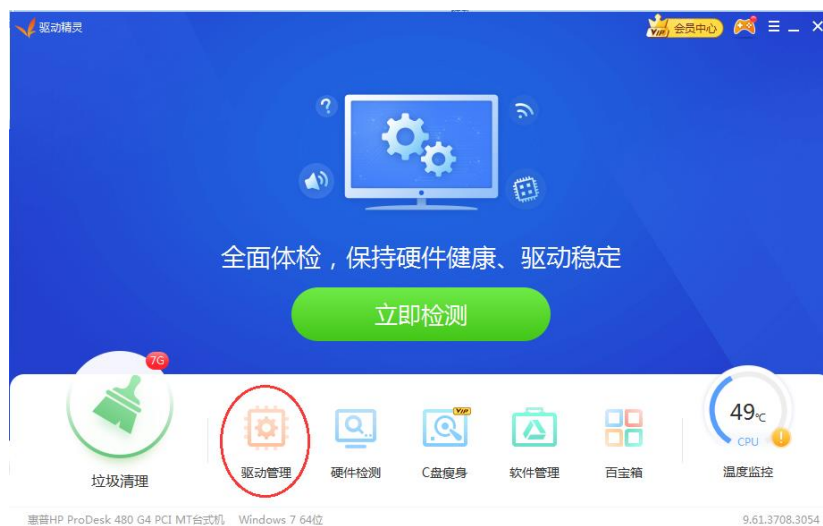 驱动精灵
VIP 会员中心
?
全面体检，保持硬件健康、驱动稳定
立即检测
7G
VIP
49℃
CPU !
垃圾清理
驱动管理
硬件检测
C盘瘦身
软件管理
百宝箱
温度监控
惠普HP ProDesk 480 G4 PCI MT台式机 Windows 7 64位
9.61.3708.3054